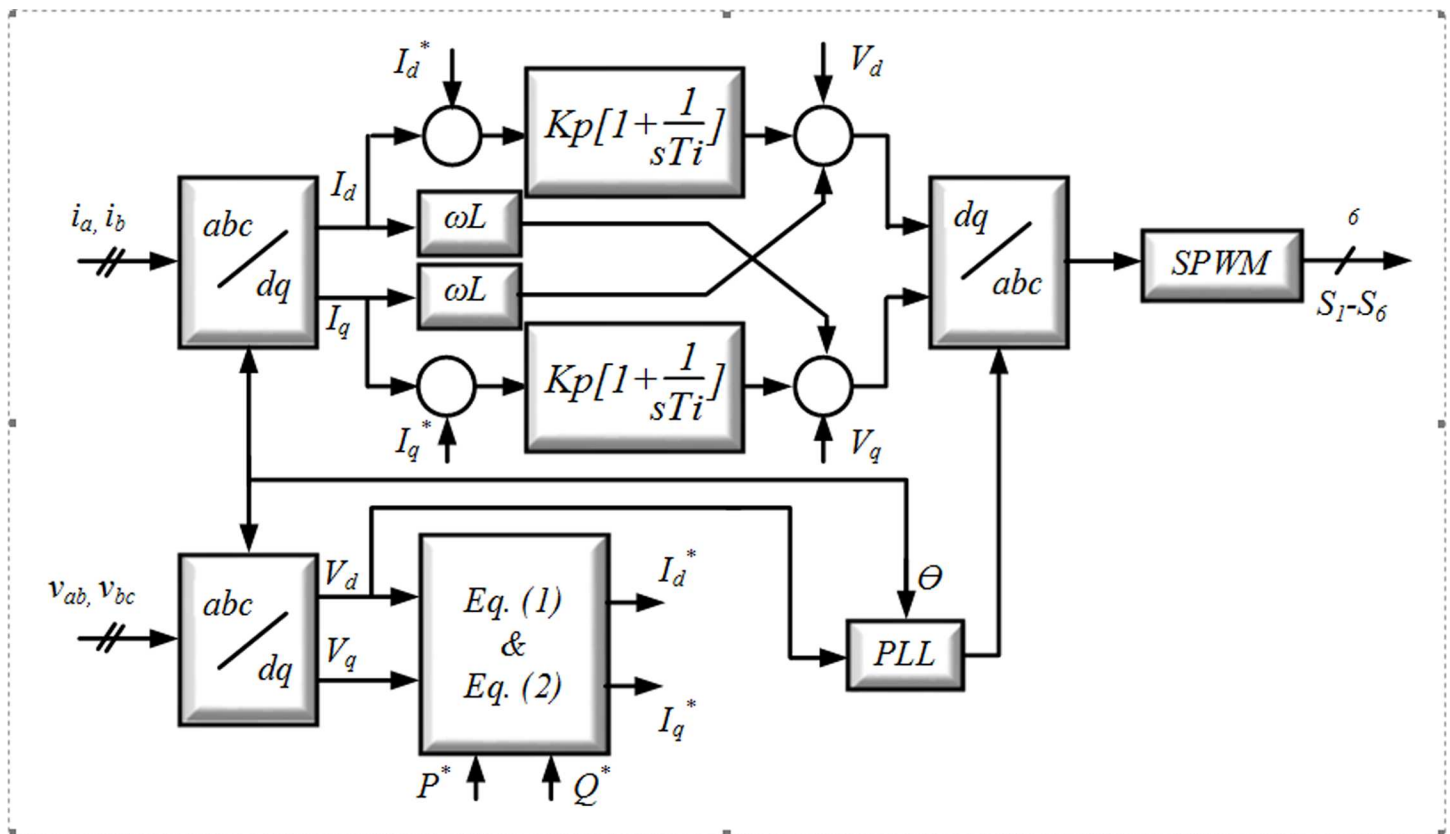 I_d^*
Kp[1+1/sTi]
V_d
i_a, i_b
abc
dq
I_d
I_q
ωL
ωL
I_q^*
Kp[1+1/sTi]
V_q
dq
abc
SPWM
6
S_1-S_6
v_ab, v_bc
abc
dq
V_d
V_q
Eq. (1)
&
Eq. (2)
P^*
Q^*
I_d^*
I_q^*
Ө
PLL